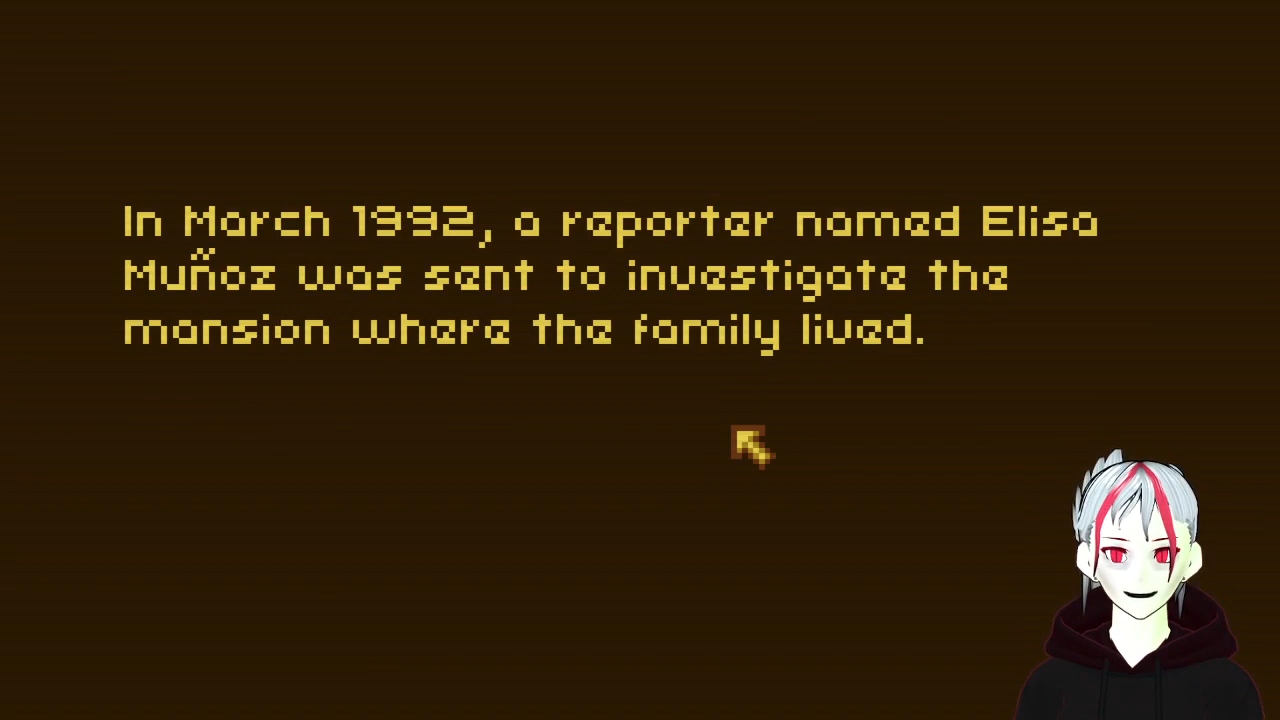 In March 1992, a reporter named Elisa
Muñoz was sent to investigate the
mansion where the family lived.